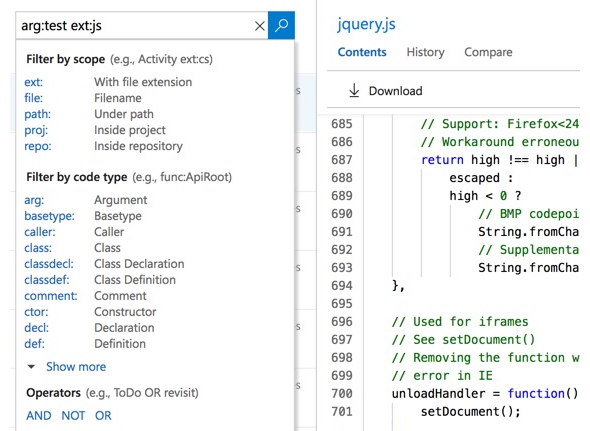 arg:test ext:js
Filter by scope (e.g., Activity ext:cs)
ext: With file extension
file: Filename
path: Under path
proj: Inside project
repo: Inside repository
Filter by code type (e.g., func:ApiRoot)
arg: Argument
basetype: Basetype
caller: Caller
class: Class
classdecl: Class Declaration
classdef: Class Definition
comment: Comment
ctor: Constructor
decl: Declaration
def: Definition
Show more
Operators (e.g., ToDo OR revisit)
AND NOT OR
jquery.js
Contents History Compare
Download
685 // Support: Firefox<24
686 // Workaround erroneou
687 return high !== high |
688 escaped :
689 high < 0 ?
690 // BMP codepoi
691 String.fromCha
692 // Supplementa
693 String.fromCha
694 },
695
696 // Used for iframes
697 // See setDocument()
698 // Removing the function w
699 // error in IE
700 unloadHandler = function()
701 setDocument();